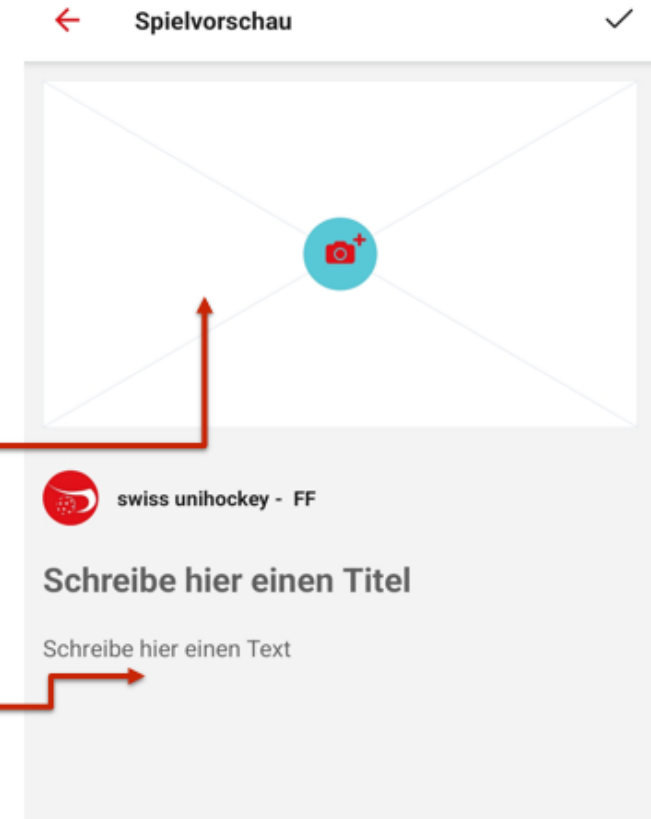 Spielvorschau
swiss unihockey - FF
Schreibe hier einen Titel
Schreibe hier einen Text